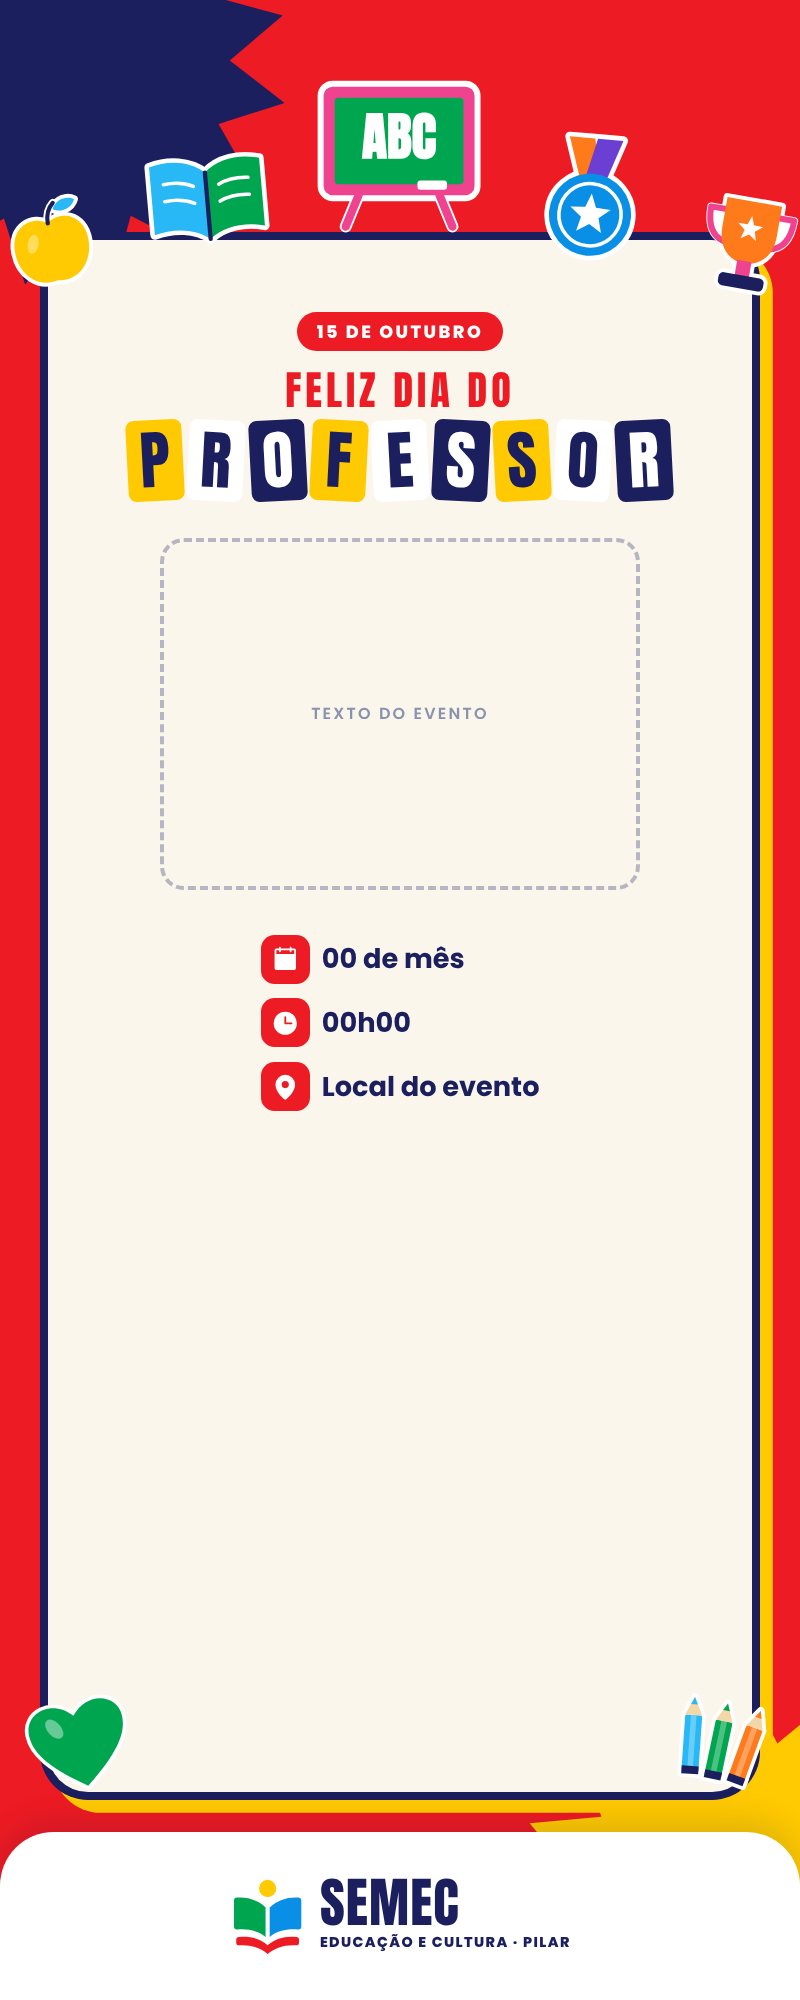 ABC
15 DE OUTUBRO
FELIZ DIA DO
PROFESSOR
TEXTO DO EVENTO
00 de mês
00h00
Local do evento
SEMEC
EDUCAÇÃO E CULTURA · PILAR